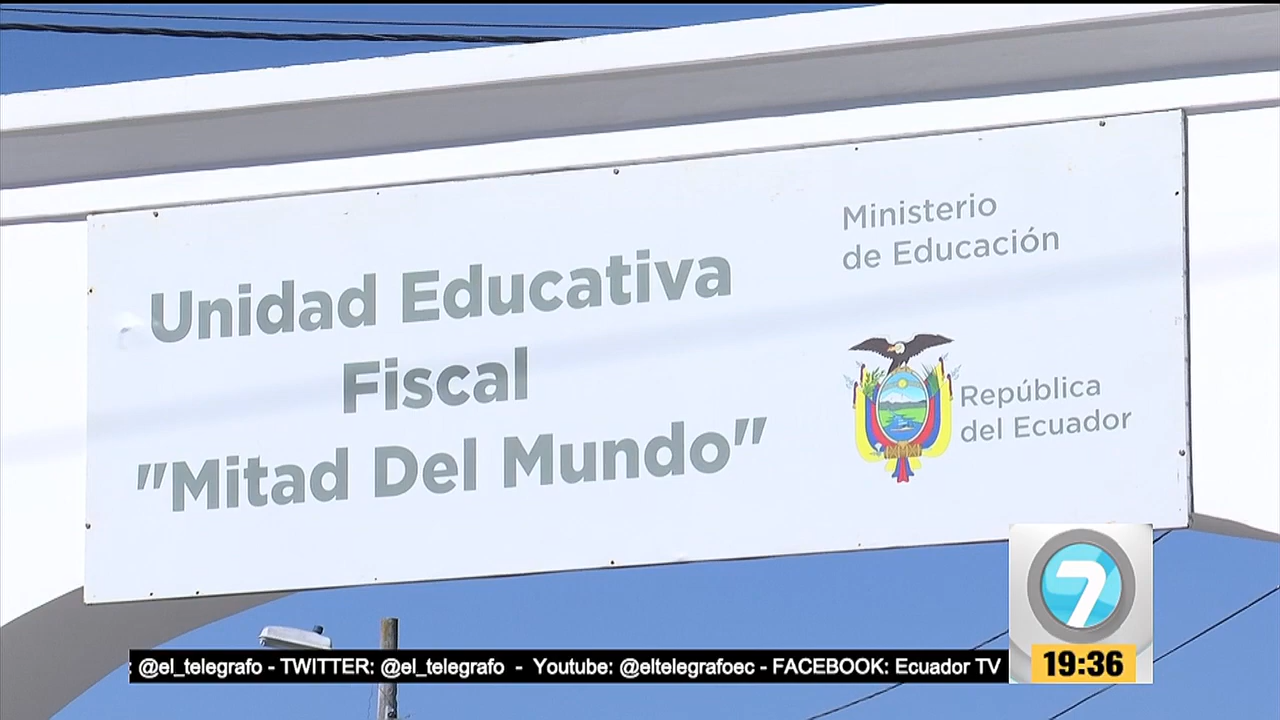 Unidad Educativa
Fiscal
"Mitad Del Mundo"
Ministerio
de Educación
República
del Ecuador
7
19:36
: @el_telegrafo - TWITTER: @el_telegrafo - Youtube: @eltelegrafoec - FACEBOOK: Ecuador TV